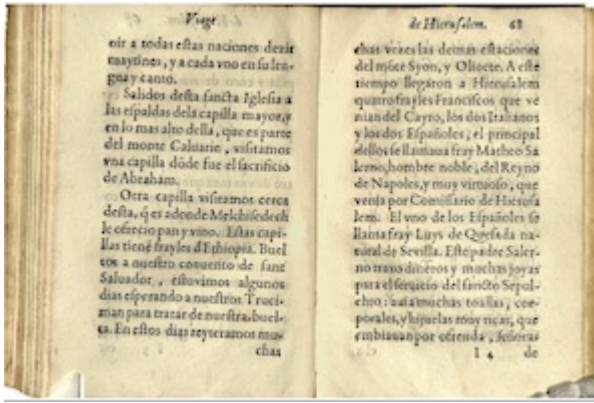 Viage
oir a todas estas naciones dezir
maytines, y a cada vno en su len-
gua y canto.
Salidos desta sancta Iglesia a
las espaldas dela capilla mayor, y
en lo mas alto della, que es parte
del monte Caluario, visitamos
vna capilla dõde fue el sacrificio
de Abraham.
Otra capilla visitamos cerca
desta, q̃ es adonde Melchisedech
le ofrecio pan y vino. Estas capi-
llas tienẽ frayles d Ethiopia. Buel
tos a nuestro conuento de sant
Saluador, estuuimos algunos
dias esperando a nuestros Truci-
man para tratar de nuestra buel-
ta. En estos dias reyteramos mu-
chas
de Hierusalem. 68
chas vezes las demas estaciones
del mõte Syon, y Oliuete. A este
tiempo llegaron a Hierusalem
quatro frayles Franciscos que ve
nian del Cayro, los dos Italianos
y los dos Españoles, el principal
dellos se llamaua fray Matheo Sa
lerno, hombre noble, del Reyno
de Napoles, y muy virtuoso, que
venia por Comissario de Hierusa
lem. El vno de los Españoles se
llama fray Luys de Quesada na-
tural de Seuilla. Este padre Saler-
no traxo dineros y muchas joyas
para el seruicio del sancto Sepul-
chro: auia muchas toallas, cor-
porales, y hijuelas muy ricas, que
embiauan por ofrenda, señoras
I 4 de